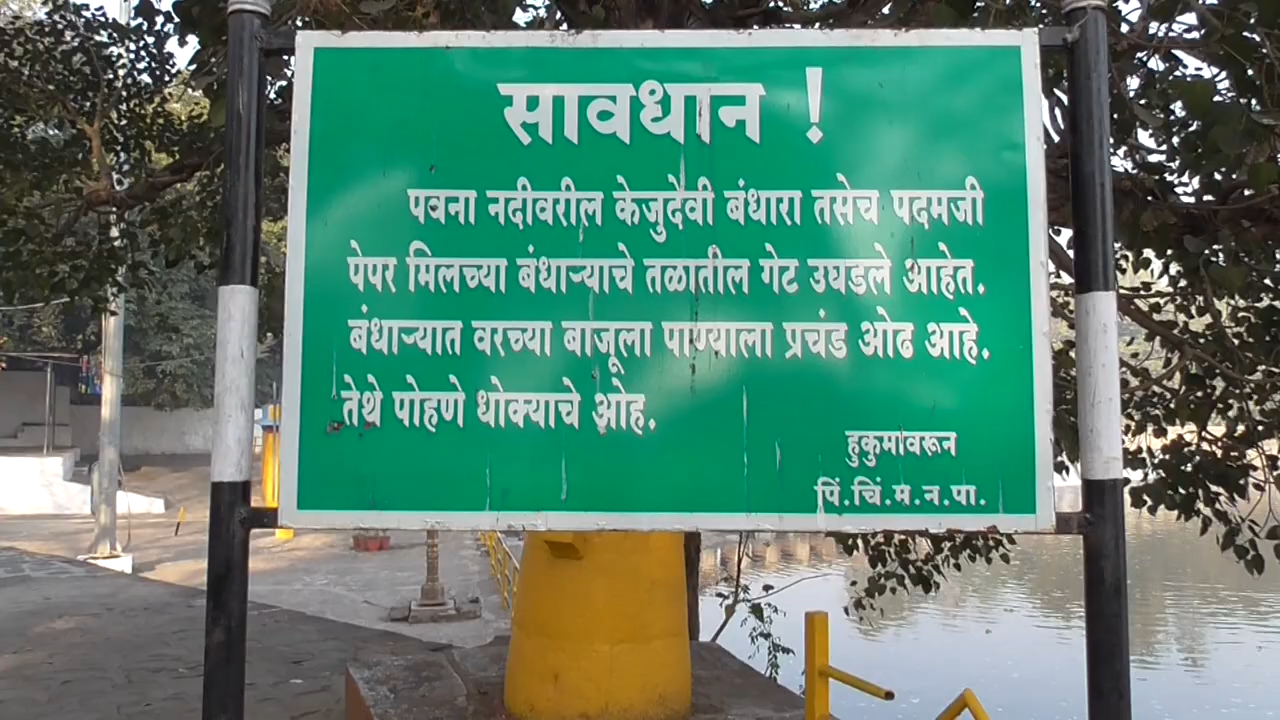 सावधान !
पवना नदीवरील केजुदेवी बंधारा तसेच पदमजी
पेपर मिलच्या बंधाऱ्याचे तळातील गेट उघडले आहेत.
बंधाऱ्यात वरच्या बाजूला पाण्याला प्रचंड ओढ आहे.
तेथे पोहणे धोक्याचे ओह.
हुकुमावरून
पिं.चिं.म.न.पा.